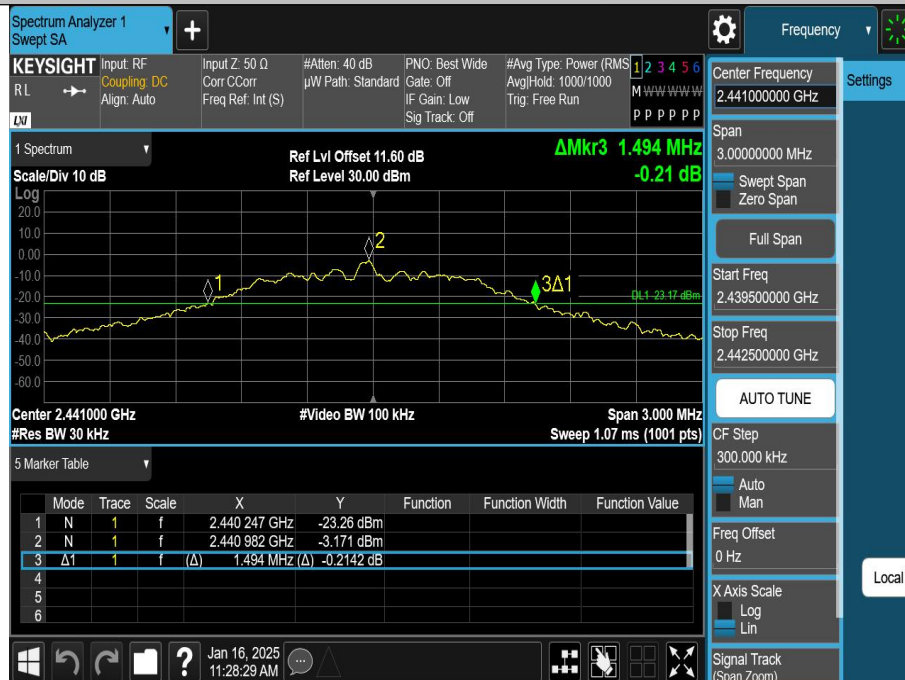 Spectrum Analyzer 1
Swept SA
Frequency
KEYSIGHT
RL
LXI
Input: RF
Coupling: DC
Align: Auto
Input Z: 50 Ω
Corr CCorr
Freq Ref: Int (S)
#Atten: 40 dB
µW Path: Standard
PNO: Best Wide
Gate: Off
IF Gain: Low
Sig Track: Off
#Avg Type: Power (RMS
Avg|Hold: 1000/1000
Trig: Free Run
1 2 3 4 5 6
M W W W W W
P P P P P P
1 Spectrum
Scale/Div 10 dB
Ref Lvl Offset 11.60 dB
Ref Level 30.00 dBm
ΔMkr3 1.494 MHz
-0.21 dB
Log
20.0
10.0
0.00
-10.0
-20.0
-30.0
-40.0
-50.0
-60.0
1
2
3Δ1
DL1 -23.17 dBm
Center 2.441000 GHz
#Video BW 100 kHz
Span 3.000 MHz
#Res BW 30 kHz
Sweep 1.07 ms (1001 pts)
5 Marker Table
Mode Trace Scale X Y Function Function Width Function Value
1 N 1 f 2.440 247 GHz -23.26 dBm
2 N 1 f 2.440 982 GHz -3.171 dBm
3 Δ1 1 f (Δ) 1.494 MHz (Δ) -0.2142 dB
4
5
6
Jan 16, 2025
11:28:29 AM
Center Frequency
2.441000000 GHz
Settings
Span
3.00000000 MHz
Swept Span
Zero Span
Full Span
Start Freq
2.439500000 GHz
Stop Freq
2.442500000 GHz
AUTO TUNE
CF Step
300.000 kHz
Auto
Man
Freq Offset
0 Hz
X Axis Scale
Log
Lin
Local
Signal Track
(Span Zoom)